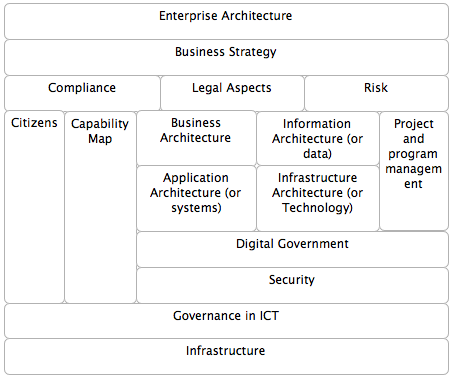 Enterprise Architecture
Business Strategy
Compliance
Legal Aspects
Risk
Citizens
Capability
Map
Business
Architecture
Information
Architecture (or
data)
Project
and
program
managem
ent
Application
Architecture (or
systems)
Infrastructure
Architecture (or
Technology)
Digital Government
Security
Governance in ICT
Infrastructure